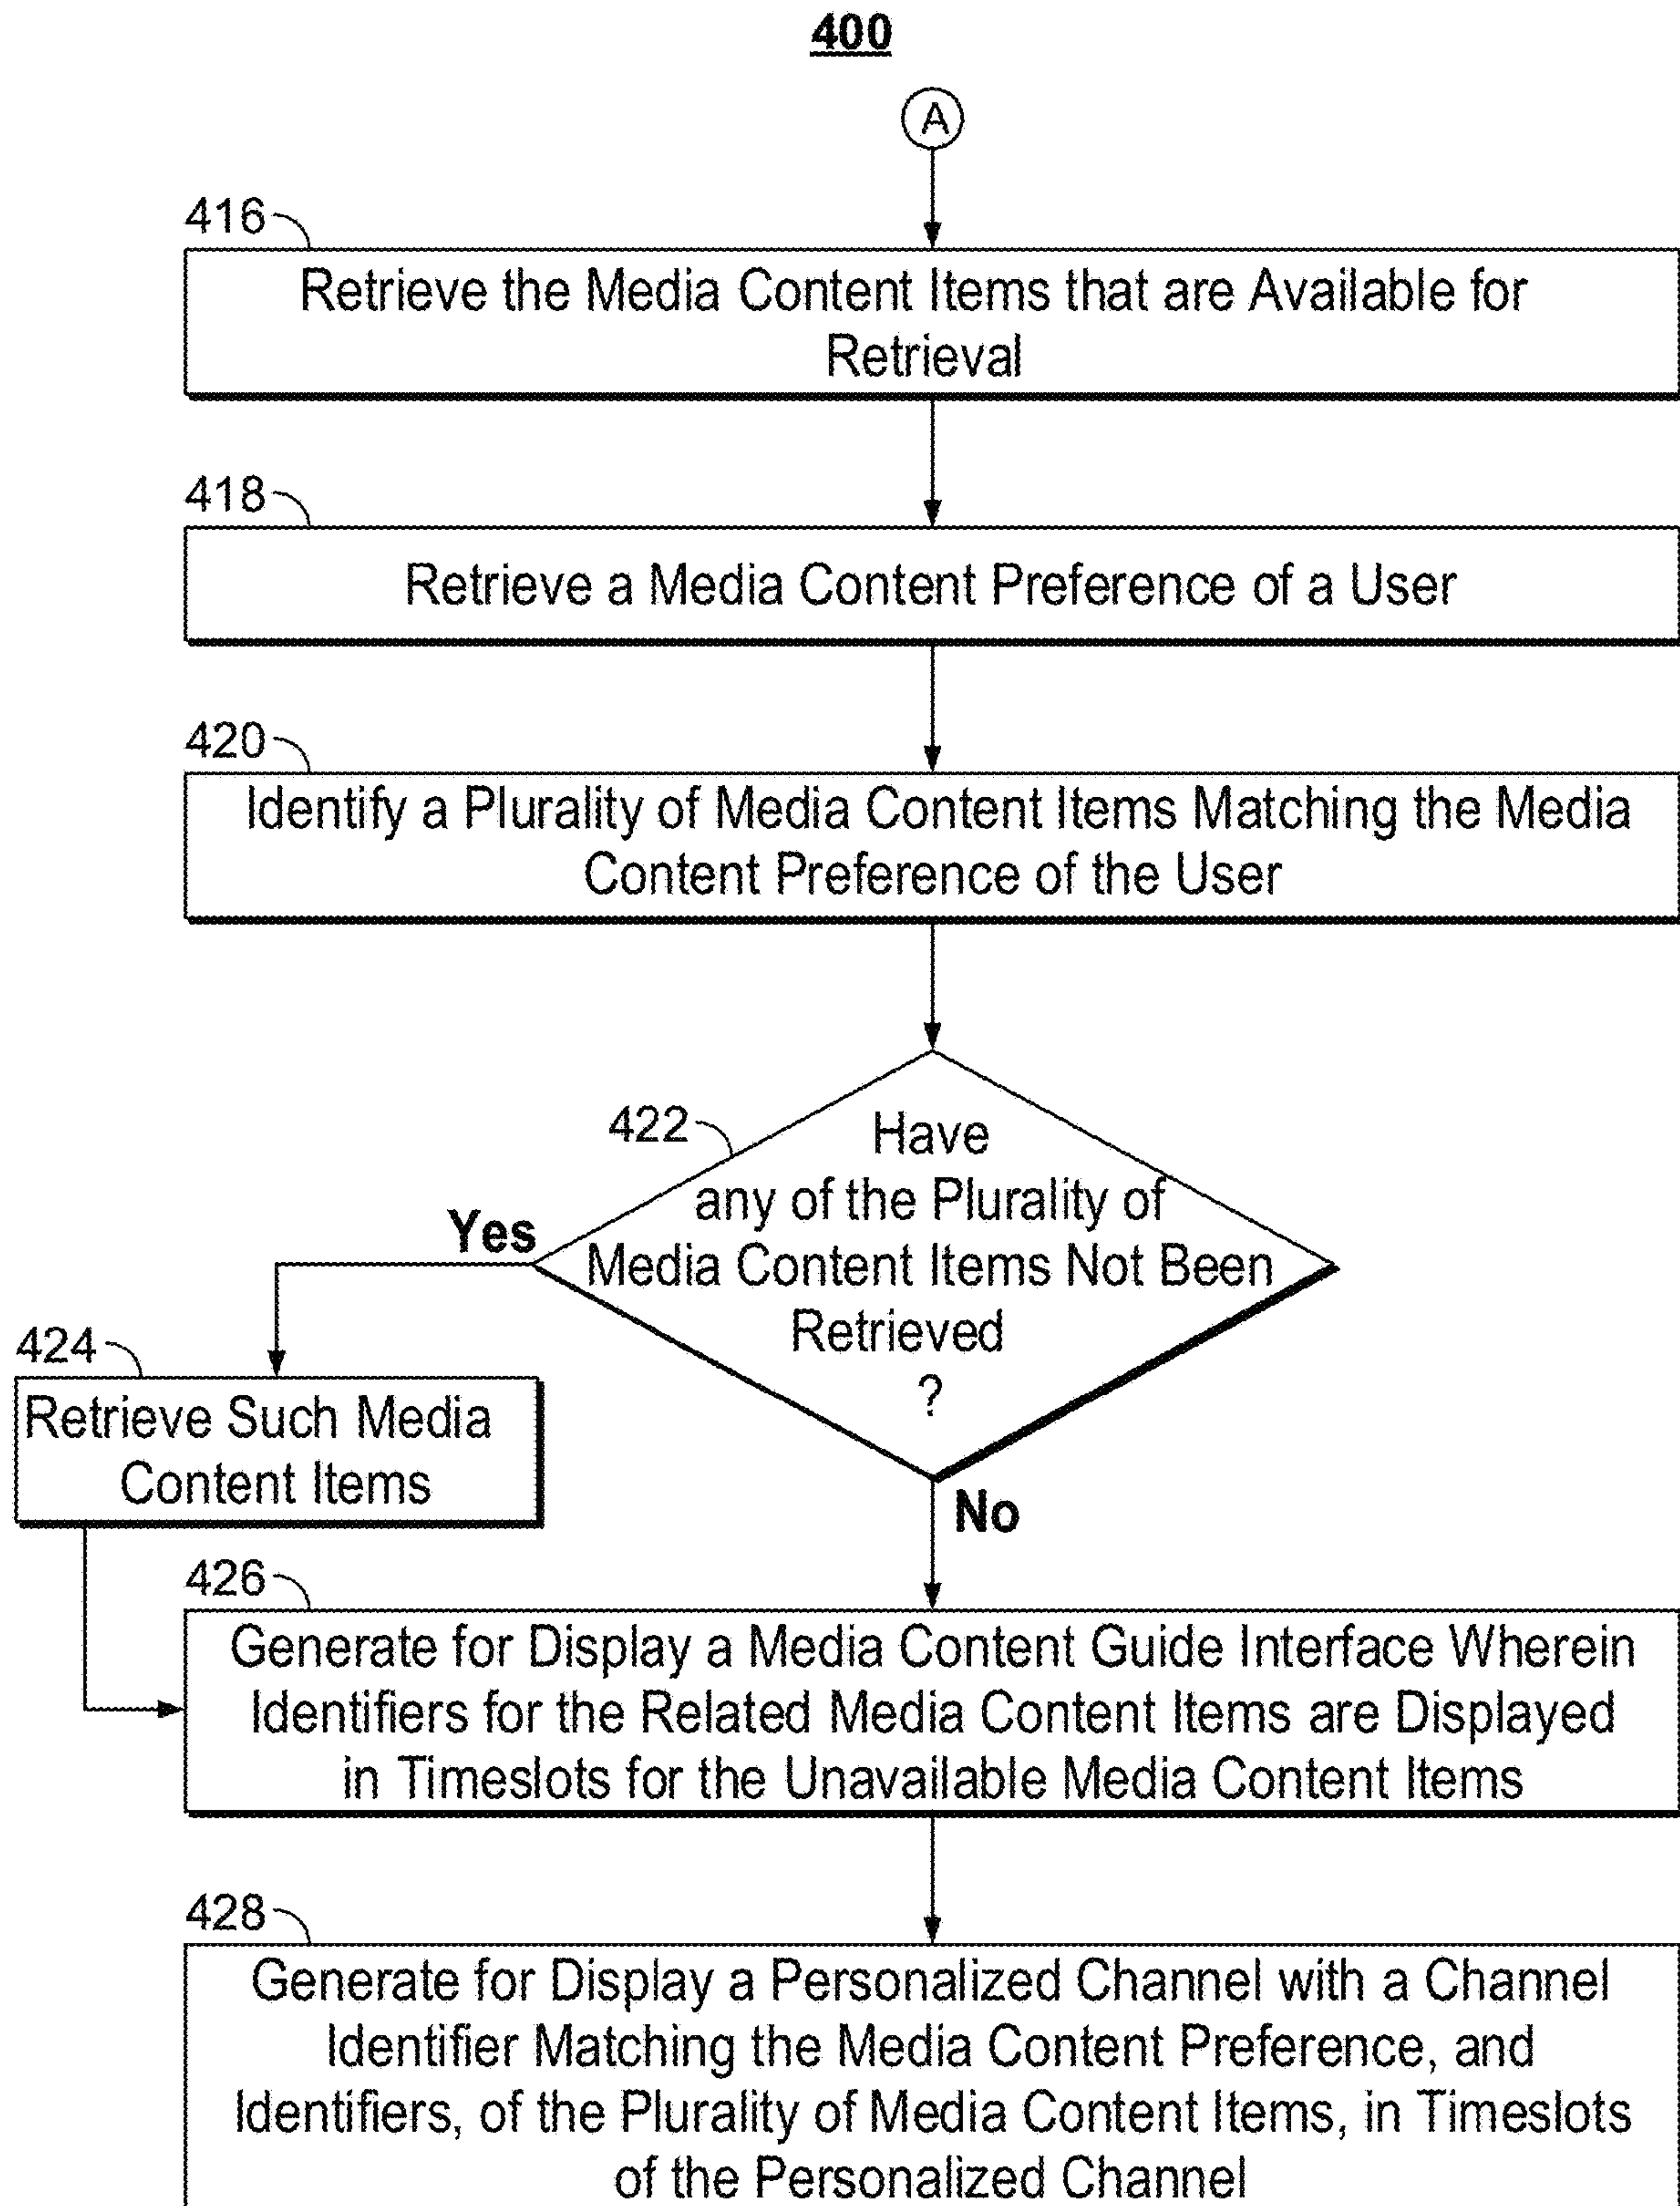 400
A
416
Retrieve the Media Content Items that are Available for
Retrieval
418
Retrieve a Media Content Preference of a User
420
Identify a Plurality of Media Content Items Matching the Media
Content Preference of the User
422
Have
any of the Plurality of
Media Content Items Not Been
Retrieved
?
Yes
424
Retrieve Such Media
Content Items
No
426
Generate for Display a Media Content Guide Interface Wherein
Identifiers for the Related Media Content Items are Displayed
in Timeslots for the Unavailable Media Content Items
428
Generate for Display a Personalized Channel with a Channel
Identifier Matching the Media Content Preference, and
Identifiers, of the Plurality of Media Content Items, in Timeslots
of the Personalized Channel